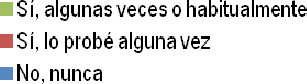 Sí, algunas veces o habitualmente
Sí, lo probé alguna vez
No, nunca